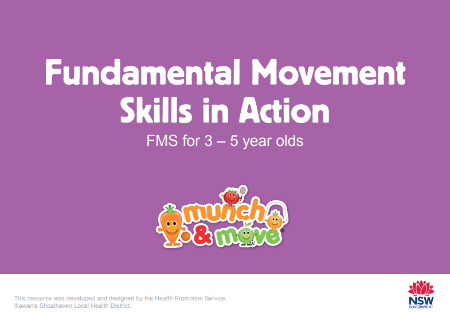 Fundamental Movement
Skills in Action
FMS for 3 – 5 year olds
munch
& move
This resource was developed and designed by the Health Promotion Service,
Illawarra Shoalhaven Local Health District.
NSW
GOVERNMENT